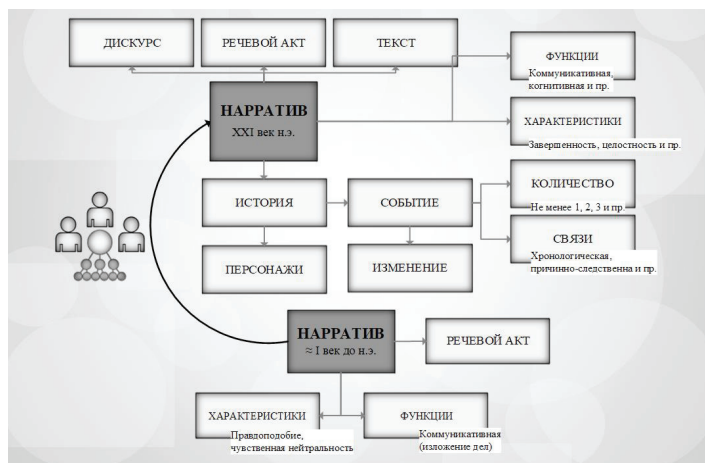 ДИСКУРС
РЕЧЕВОЙ АКТ
ТЕКСТ
ФУНКЦИИ
Коммуникативная,
когнитивная и пр.
НАРРАТИВ
XXI век н.э.
ХАРАКТЕРИСТИКИ
Завершенность, целостность и пр.
ИСТОРИЯ
СОБЫТИЕ
КОЛИЧЕСТВО
Не менее 1, 2, 3 и пр.
СВЯЗИ
Хронологическая,
причинно-следственна и пр.
ПЕРСОНАЖИ
ИЗМЕНЕНИЕ
НАРРАТИВ
≈ I век до н.э.
РЕЧЕВОЙ АКТ
ХАРАКТЕРИСТИКИ
Правдоподобие,
чувственная нейтральность
ФУНКЦИИ
Коммуникативная
(изложение дел)